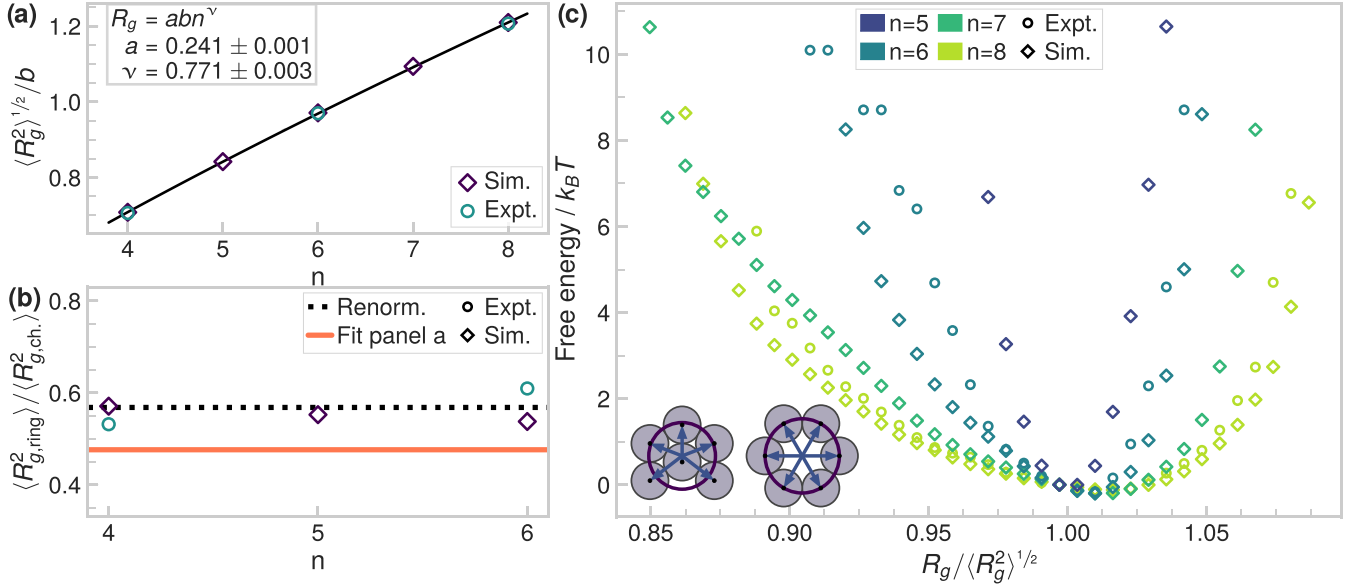 (a)
R_g = abn^ν
a = 0.241 ± 0.001
ν = 0.771 ± 0.003
⟨R_g^2⟩^{1/2}/b
1.2
1.0
0.8
Sim.
Expt.
4 5 6 7 8
n
(b)
⟨R^2_{g,ring}⟩/⟨R^2_{g,ch.}⟩
0.8
0.6
0.4
Renorm.
Fit panel a
Expt.
Sim.
4 5 6
n
(c)
Free energy / k_BT
10
8
6
4
2
0
n=5
n=6
n=7
n=8
Expt.
Sim.
0.85 0.90 0.95 1.00 1.05
R_g/⟨R_g^2⟩^{1/2}